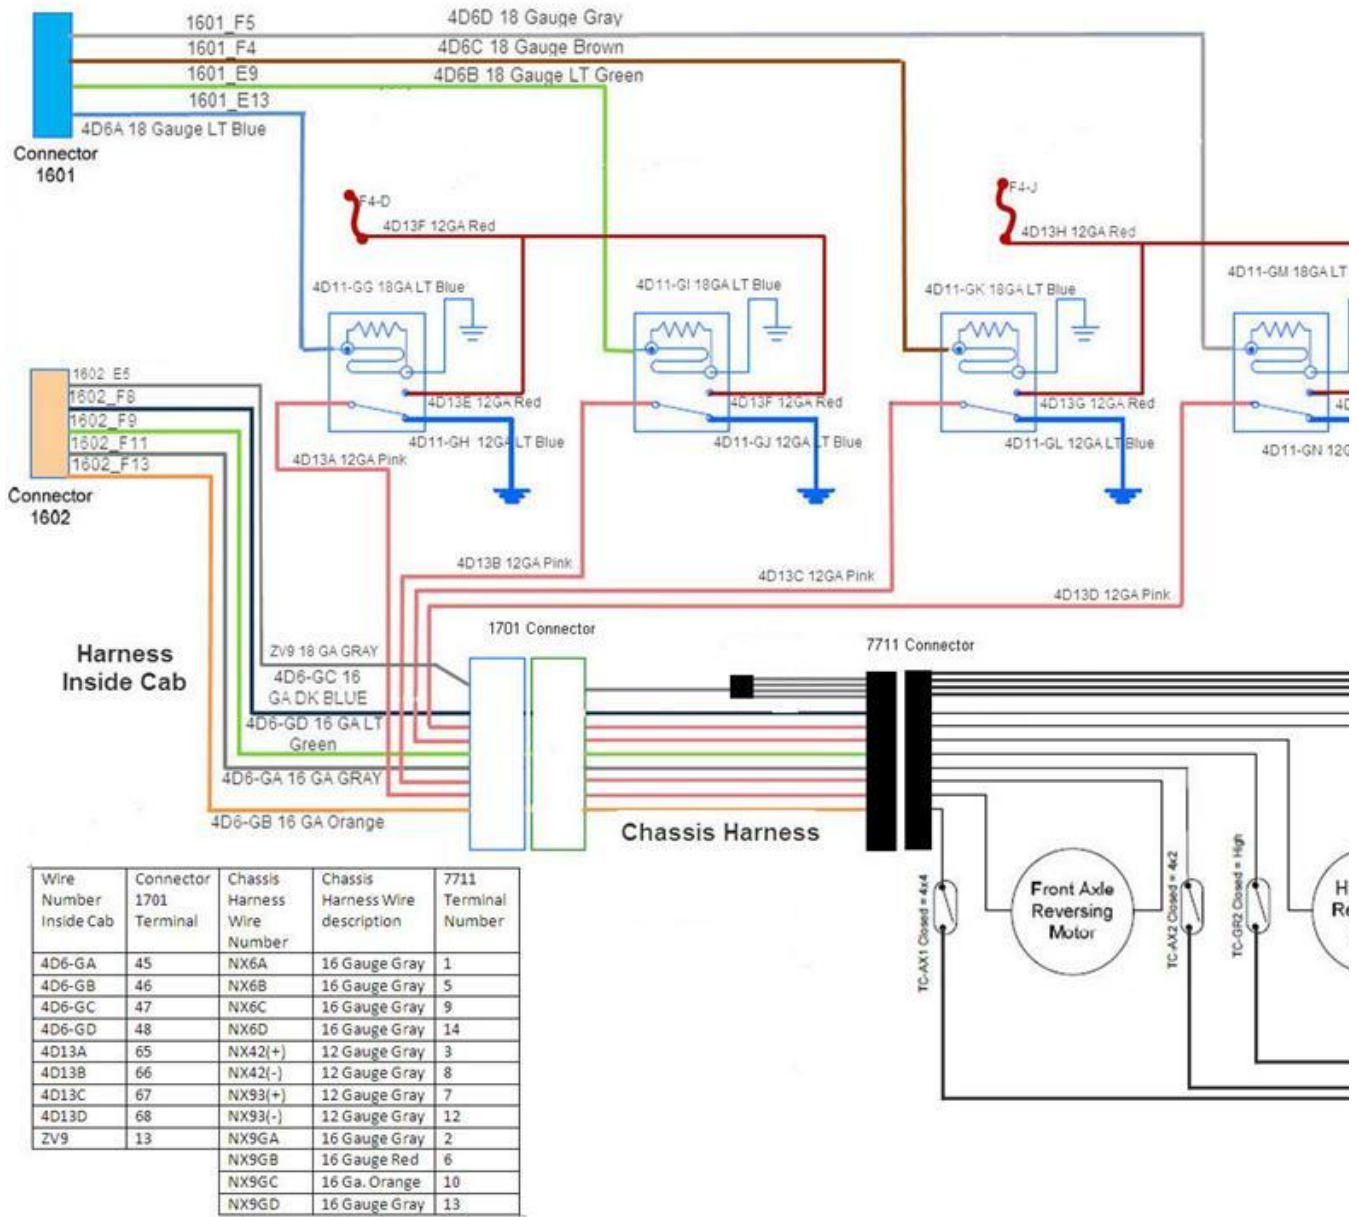 1601_F5
4D6D 18 Gauge Gray
1601_F4
4D6C 18 Gauge Brown
1601_E9
4D6B 18 Gauge LT Green
1601_E13
4D6A 18 Gauge LT Blue
Connector
1601
F4-D
4D13F 12GA Red
F4-J
4D13H 12GA Red
4D11-GG 18GA LT Blue
4D11-GI 18GA LT Blue
4D11-GK 18GA LT Blue
4D11-GM 18GA LT
1602 E5
1602_F8
1602_F9
1602_F11
1602_F13
Connector
1602
4D13E 12GA Red
4D13F 12GA Red
4D13G 12GA Red
4D11-GH 12GA LT Blue
4D11-GJ 12GA LT Blue
4D11-GL 12GA LT Blue
4D11-GN 12G
4D13A 12GA Pink
4D13B 12GA Pink
4D13C 12GA Pink
4D13D 12GA Pink
Harness
Inside Cab
1701 Connector
7711 Connector
ZV9 18 GA GRAY
4D6-GC 16
GA DK BLUE
4D6-GD 16 GA LT
Green
4D6-GA 16 GA GRAY
4D6-GB 16 GA Orange
Chassis Harness
TC-AX1 Closed = 4x4
Front Axle
Reversing
Motor
TC-AX2 Closed = 4x2
TC-GR2 Closed = High
H
Re
Wire Number Inside Cab | Connector 1701 Terminal | Chassis Harness Wire Number | Chassis Harness Wire description | 7711 Terminal Number
4D6-GA 45 NX6A 16 Gauge Gray 1
4D6-GB 46 NX6B 16 Gauge Gray 5
4D6-GC 47 NX6C 16 Gauge Gray 9
4D6-GD 48 NX6D 16 Gauge Gray 14
4D13A 65 NX42(+) 12 Gauge Gray 3
4D13B 66 NX42(-) 12 Gauge Gray 8
4D13C 67 NX93(+) 12 Gauge Gray 7
4D13D 68 NX93(-) 12 Gauge Gray 12
ZV9 13 NX9GA 16 Gauge Gray 2
NX9GB 16 Gauge Red 6
NX9GC 16 Ga. Orange 10
NX9GD 16 Gauge Gray 13